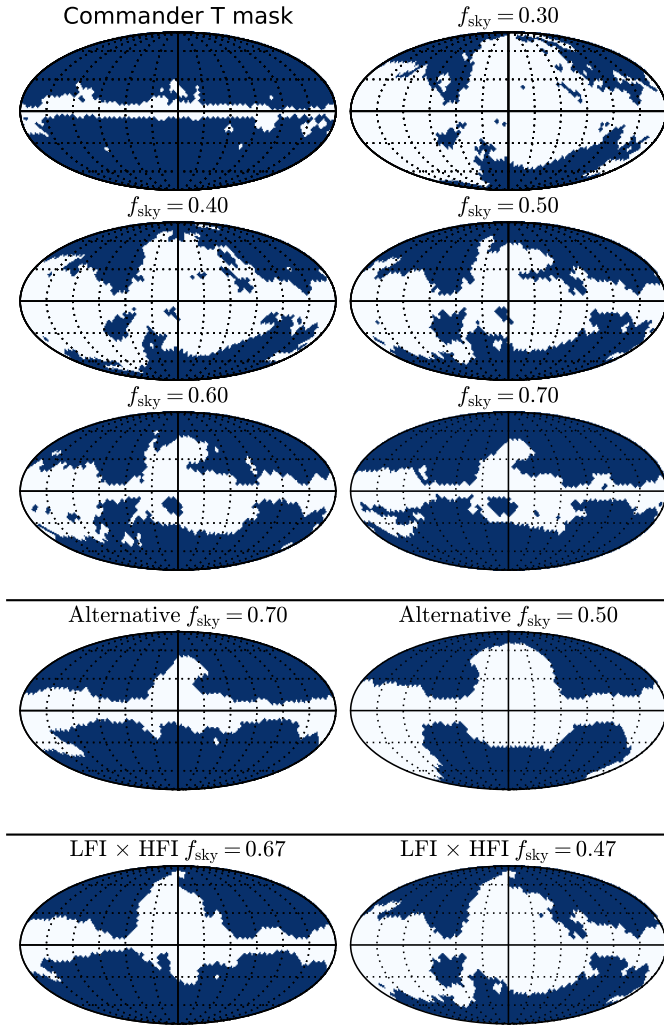 Commander T mask
f_sky = 0.30
f_sky = 0.40
f_sky = 0.50
f_sky = 0.60
f_sky = 0.70
Alternative f_sky = 0.70
Alternative f_sky = 0.50
LFI × HFI f_sky = 0.67
LFI × HFI f_sky = 0.47